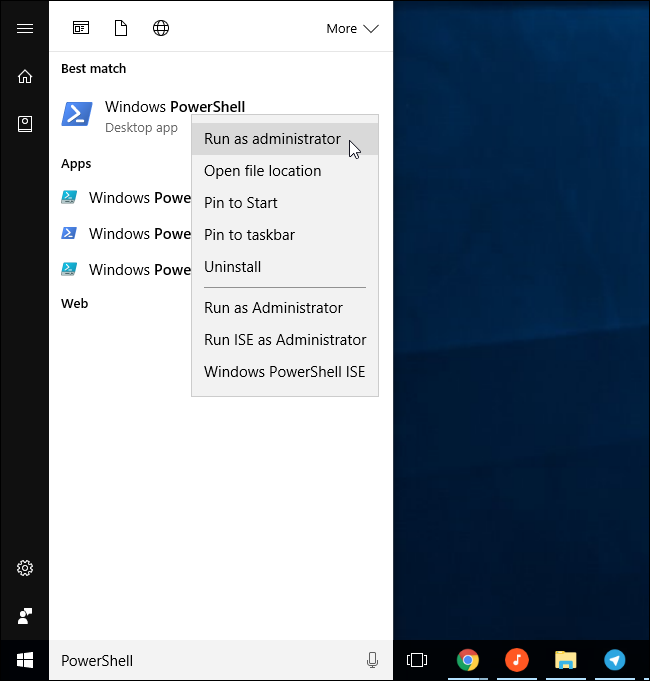 More
Best match
Windows PowerShell
Desktop app
Run as administrator
Open file location
Apps
Windows Powe
Pin to Start
Windows Powe
Pin to taskbar
Windows Powe
Uninstall
Web
Run as Administrator
Run ISE as Administrator
Windows PowerShell ISE
PowerShell